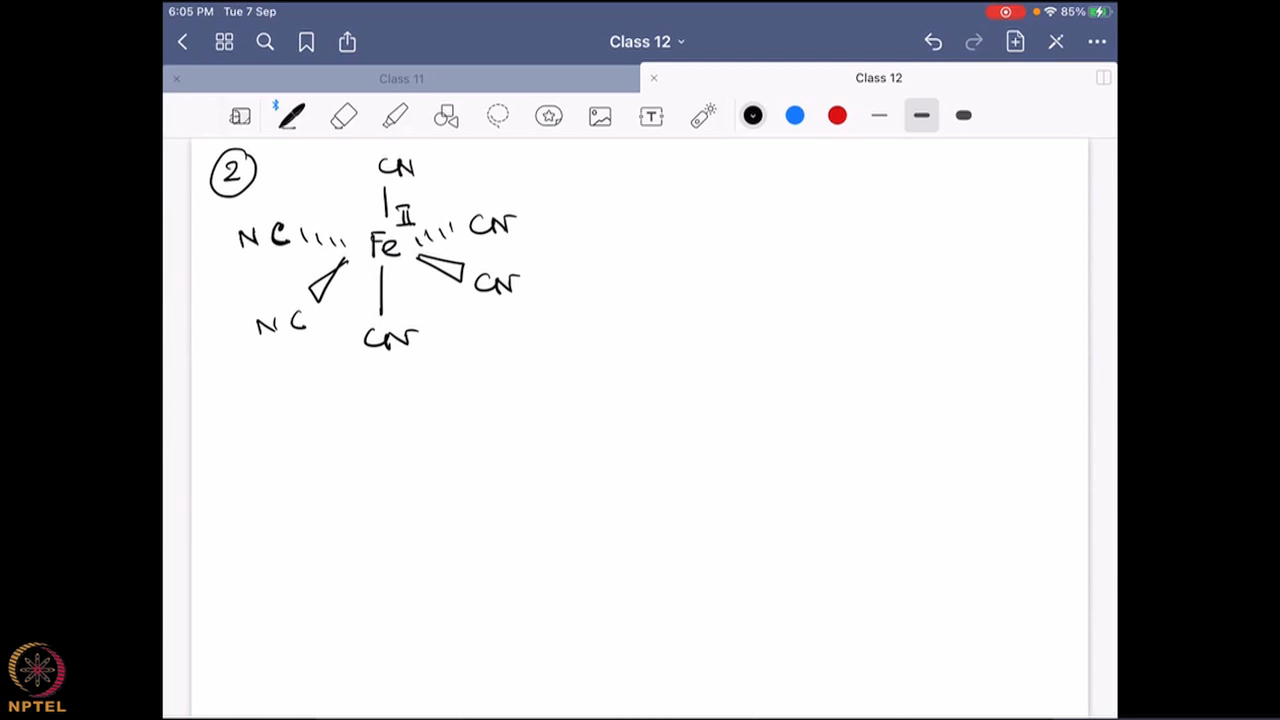 6:05 PM Tue 7 Sep 85%
Class 12
Class 11 Class 12
T
2
CN
II
NC Fe CN
CN
NC
CN
NPTEL